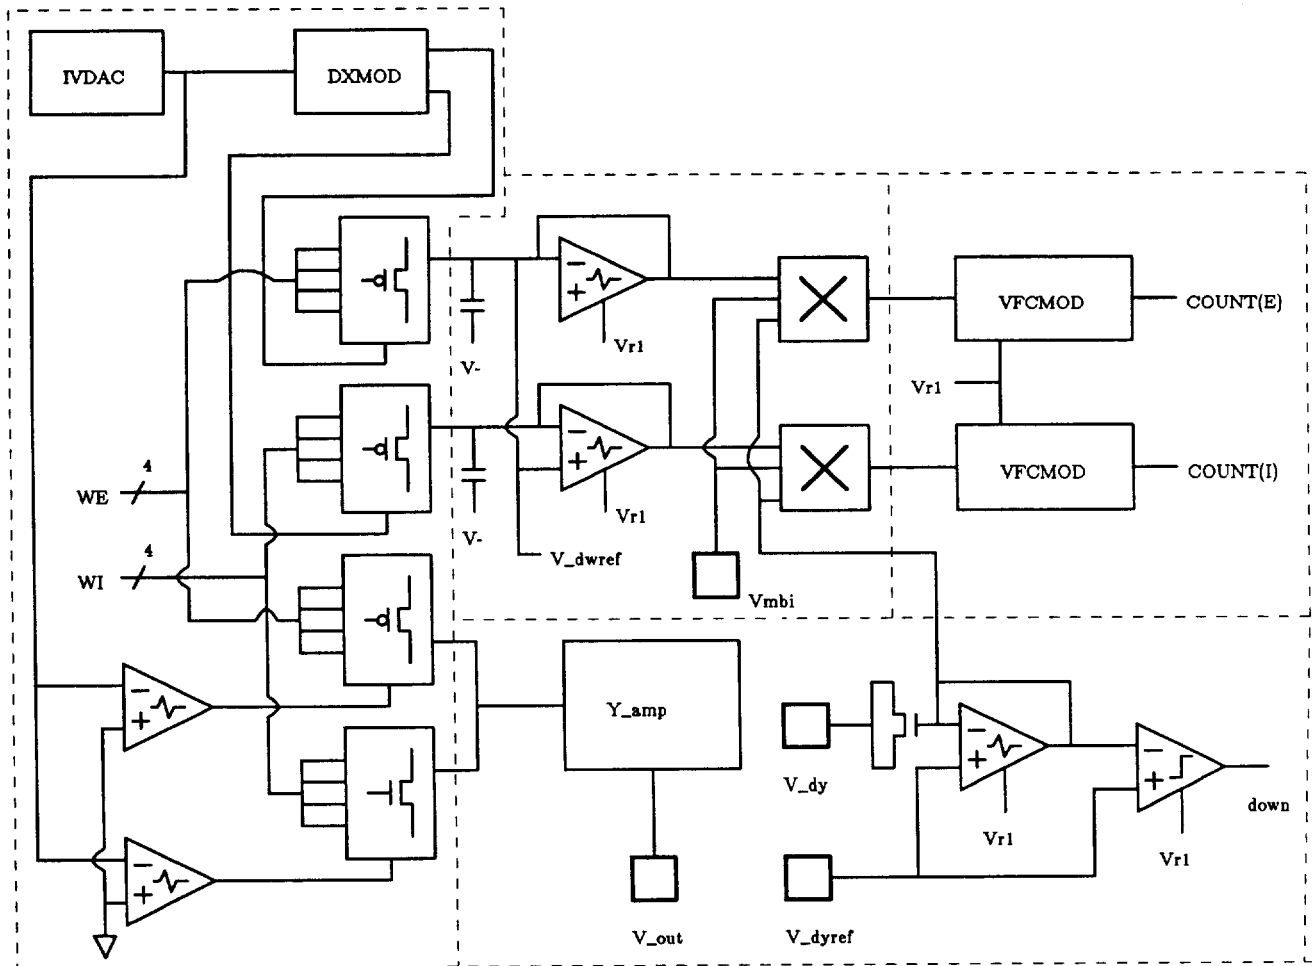 IVDAC
DXMOD
V-
Vr1
VFCMOD
COUNT(E)
Vr1
4
WE
V-
Vr1
VFCMOD
COUNT(I)
4
WI
V_dwref
Vmbi
Y_amp
V_dy
Vr1
Vr1
down
V_out
V_dyref